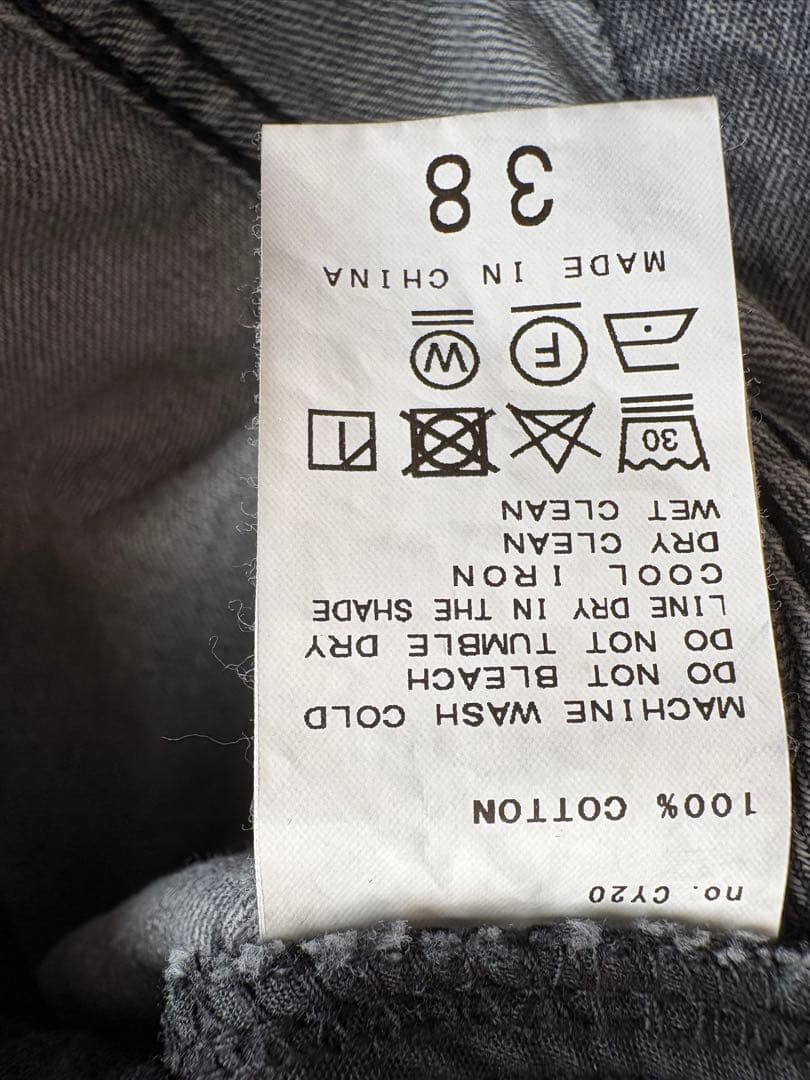 no. CY20
100% COTTON
MACHINE WASH COLD
DO NOT BLEACH
DO NOT TUMBLE DRY
LINE DRY IN THE SHADE
COOL IRON
DRY CLEAN
WET CLEAN
30
F W
MADE IN CHINA
38